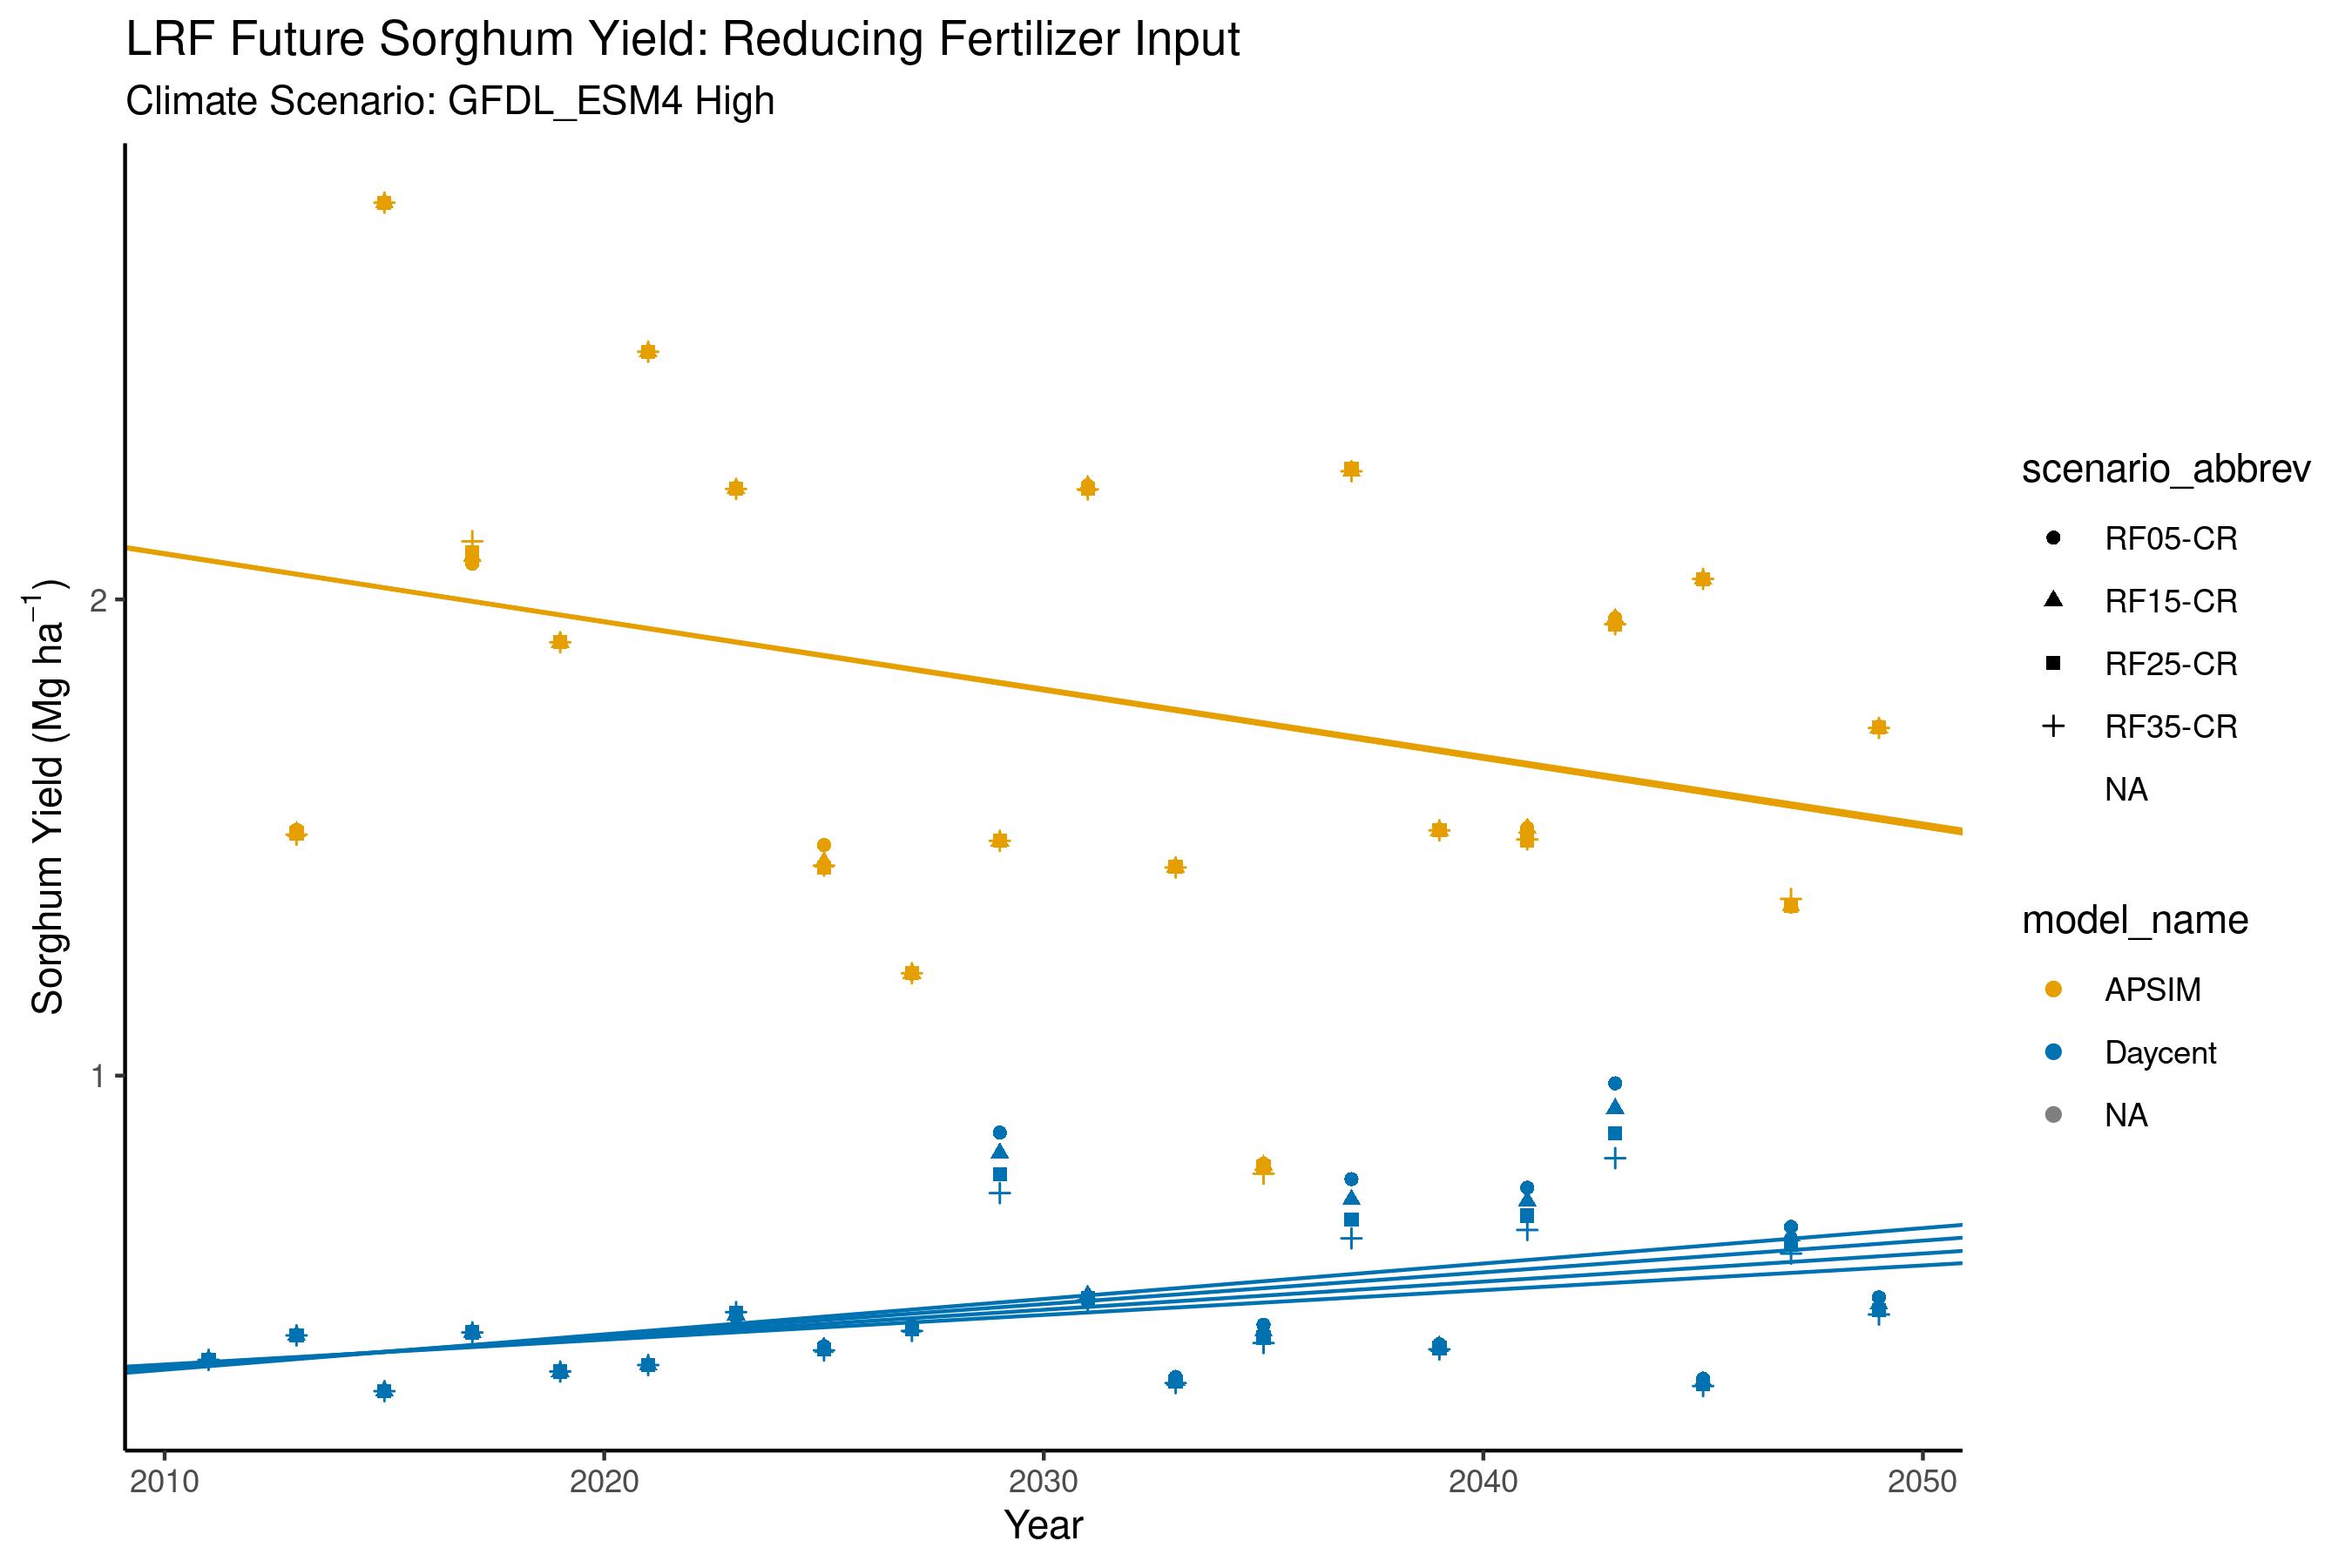 LRF Future Sorghum Yield: Reducing Fertilizer Input
Climate Scenario: GFDL_ESM4 High
Sorghum Yield (Mg ha⁻¹)
2
1
2010 2020 2030 2040 2050
Year
scenario_abbrev
RF05-CR
RF15-CR
RF25-CR
RF35-CR
NA
model_name
APSIM
Daycent
NA